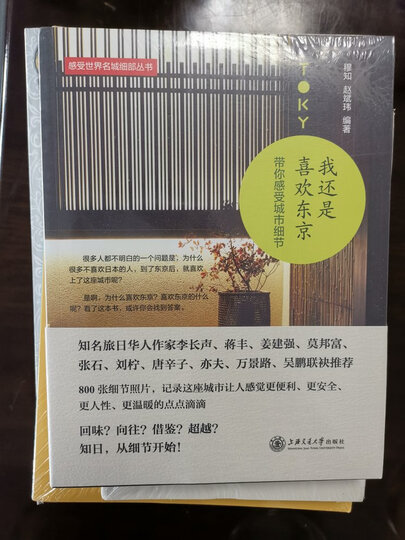 感受世界名城细部丛书
TOKY
穆知 赵斌玮 编著
我还是
喜欢东京
带你感受城市细节
很多人都不明白的一个问题是，为什么
很多不喜欢日本的人，到了东京后，就喜欢
上了这座城市呢？
是啊，为什么喜欢东京？喜欢东京的什么
呢？看了这本书，或许你会找到答案。
知名旅日华人作家李长声、蒋丰、姜建强、莫邦富、
张石、刘柠、唐辛子、亦夫、万景路、吴鹏联袂推荐
800 张细节照片，记录这座城市让人感觉更便利、更安全、
更人性、更温暖的点点滴滴
回味？向往？借鉴？超越？
知日，从细节开始！
上海交通大学出版社